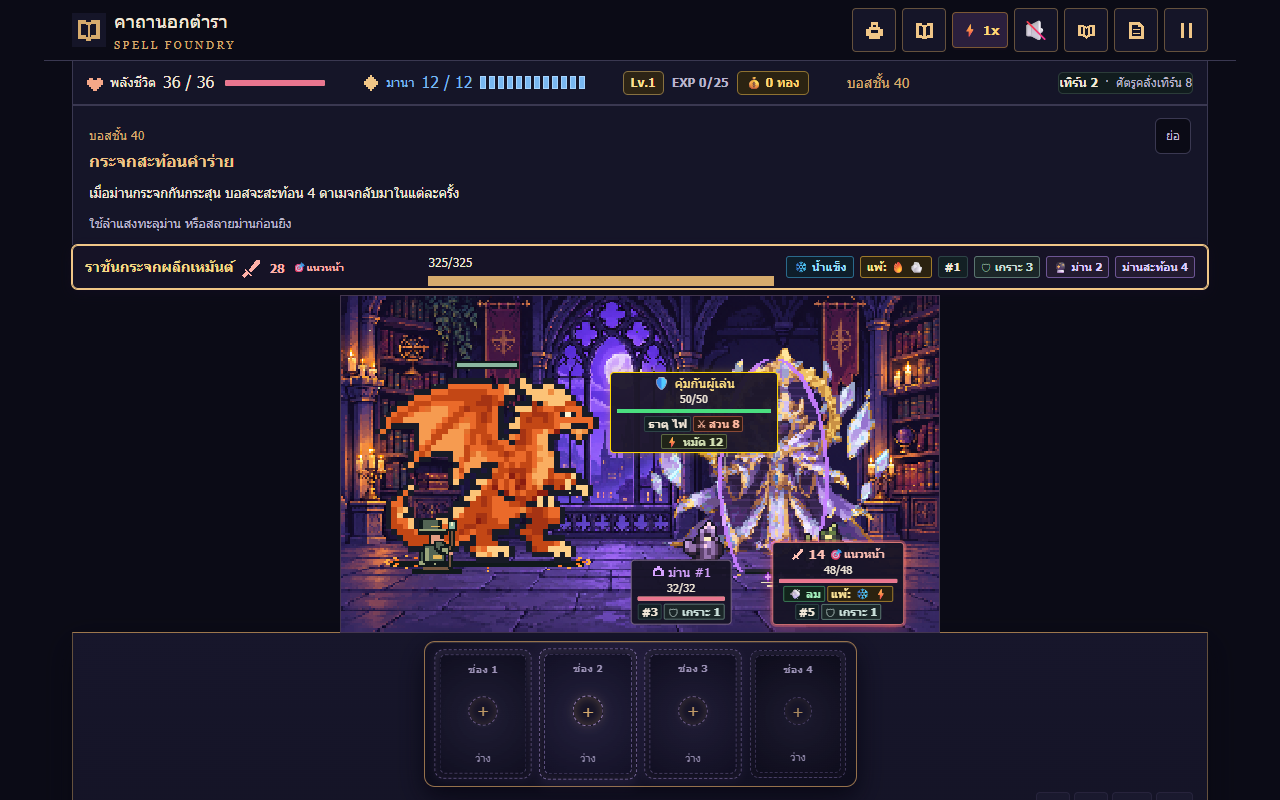 คาถานอกตำรา
SPELL FOUNDRY
1x
พลังชีวิต 36 / 36
มานา 12 / 12
Lv.1 EXP 0/25 0 ทอง
บอสชั้น 40
เทิร์น 2 · ศัตรูคลั่งเทิร์น 8
บอสชั้น 40
ย่อ
กระจกสะท้อนคำร่าย
เมื่อม่านกระจกกันกระสุน บอสจะสะท้อน 4 ดาเมจกลับมาในแต่ละครั้ง
ใช้ลำแสงทะลุม่าน หรือสลายม่านก่อนยิง
ราชันกระจกผลึกเหมันต์ 28 แนวหน้า
325/325
น้ำแข็ง แพ้: #1 เกราะ 3 ม่าน 2 ม่านสะท้อน 4
คุ้มกันผู้เล่น
50/50
ธาตุ ไฟ สวน 8
หมัด 12
14 แนวหน้า
48/48
ลม แพ้:
#5 เกราะ 1
ม่าน #1
32/32
#3 เกราะ 1
ช่อง 1 ช่อง 2 ช่อง 3 ช่อง 4
+ + + +
ว่าง ว่าง ว่าง ว่าง